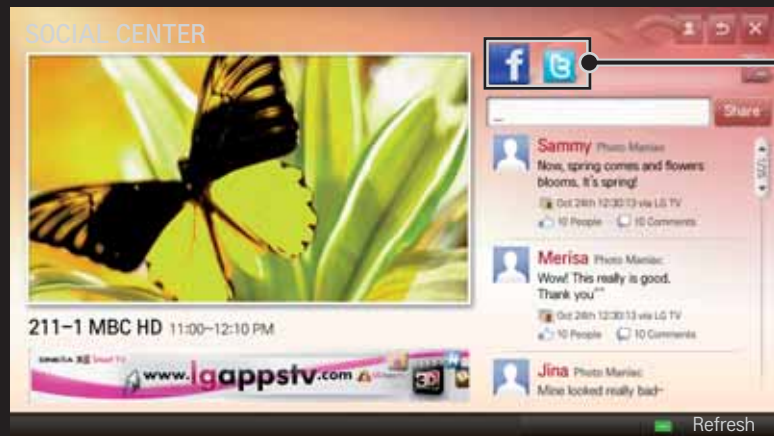 SOCIAL CENTER
Share
Sammy Photo Maniac
Now, spring comes and flowers
blooms, It's spring!
Oct 24th 12:30:13 via LG TV
10 People 10 Comments
Merisa Photo Maniac
Wow! This really is good.
Thank you^^
Oct 24th 12:30:13 via LG TV
10 People 10 Comments
Jina Photo Maniac
Mine looked really bad~
211-1 MBC HD 11:00~12:10 PM
www.lgappstv.com
3D
Refresh